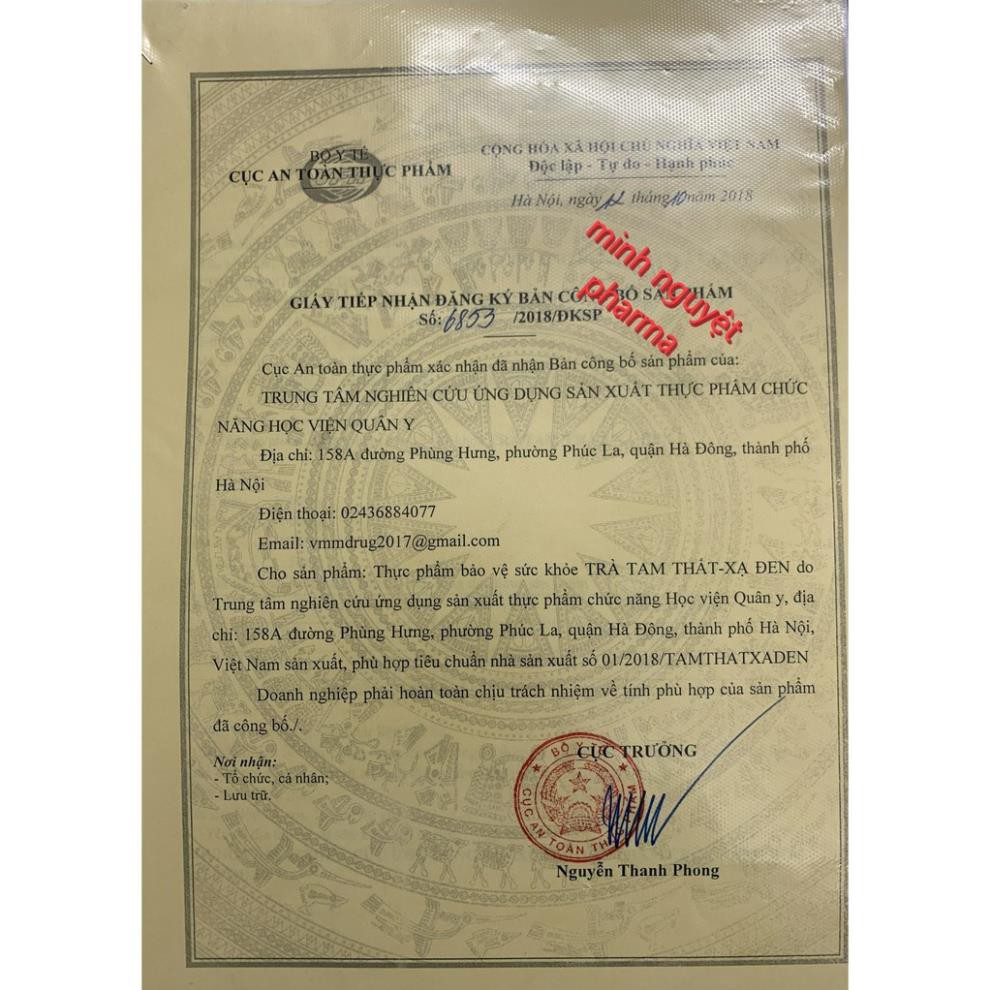 BỘ Y TẾ
CỤC AN TOÀN THỰC PHẨM
CỘNG HÒA XÃ HỘI CHỦ NGHĨA VIỆT NAM
Độc lập - Tự do - Hạnh phúc
Hà Nội, ngày 12 tháng 10 năm 2018
minh nguyệt
pharma
GIẤY TIẾP NHẬN ĐĂNG KÝ BẢN CÔNG BỐ SẢN PHẨM
Số: 6853 /2018/ĐKSP
Cục An toàn thực phẩm xác nhận đã nhận Bản công bố sản phẩm của:
TRUNG TÂM NGHIÊN CỨU ỨNG DỤNG SẢN XUẤT THỰC PHẨM CHỨC
NĂNG HỌC VIỆN QUÂN Y
Địa chỉ: 158A đường Phùng Hưng, phường Phúc La, quận Hà Đông, thành phố
Hà Nội
Điện thoại: 02436884077
Email: vmmdrug2017@gmail.com
Cho sản phẩm: Thực phẩm bảo vệ sức khỏe TRÀ TAM THẤT-XẠ ĐEN do
Trung tâm nghiên cứu ứng dụng sản xuất thực phẩm chức năng Học viện Quân y, địa
chỉ: 158A đường Phùng Hưng, phường Phúc La, quận Hà Đông, thành phố Hà Nội,
Việt Nam sản xuất, phù hợp tiêu chuẩn nhà sản xuất số 01/2018/TAMTHATXADEN
Doanh nghiệp phải hoàn toàn chịu trách nhiệm về tính phù hợp của sản phẩm
đã công bố./.
Nơi nhận:
- Tổ chức, cá nhân;
- Lưu trữ.
CỤC TRƯỞNG
BỘ Y
CỤC AN TOÀN TH
Nguyễn Thanh Phong